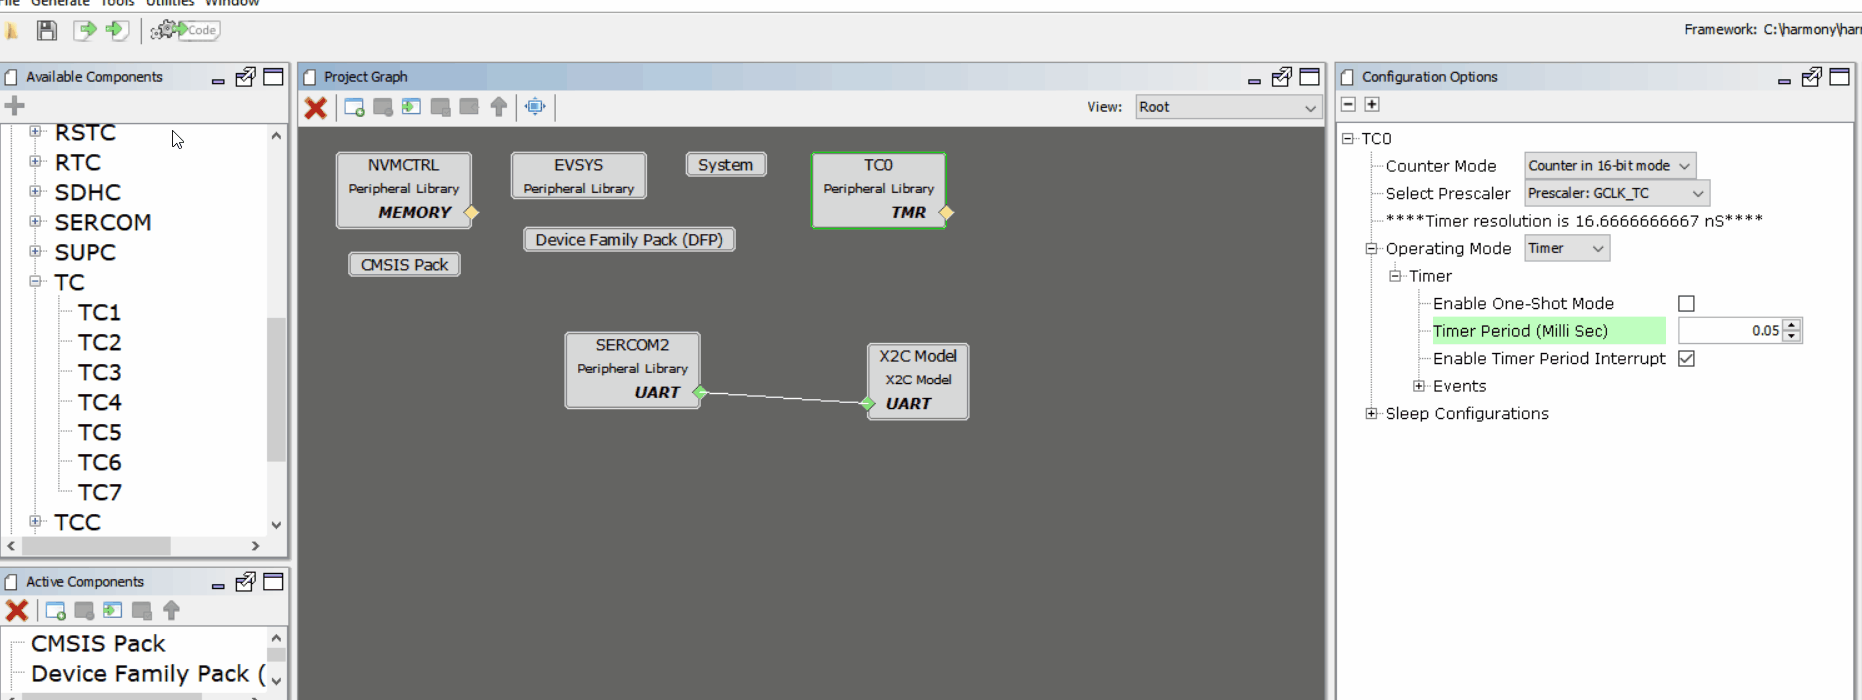 File Generate Tools Utilities Window
Code
Framework: C:\harmony\har
Available Components
RSTC
RTC
SDHC
SERCOM
SUPC
TC
TC1
TC2
TC3
TC4
TC5
TC6
TC7
TCC
Active Components
CMSIS Pack
Device Family Pack (
Project Graph
View: Root
NVMCTRL
Peripheral Library
MEMORY
EVSYS
Peripheral Library
System
TC0
Peripheral Library
TMR
Device Family Pack (DFP)
CMSIS Pack
SERCOM2
Peripheral Library
UART
X2C Model
X2C Model
UART
Configuration Options
TC0
Counter Mode Counter in 16-bit mode
Select Prescaler Prescaler: GCLK_TC
****Timer resolution is 16.6666666667 nS****
Operating Mode Timer
Timer
Enable One-Shot Mode
Timer Period (Milli Sec) 0.05
Enable Timer Period Interrupt
Events
Sleep Configurations